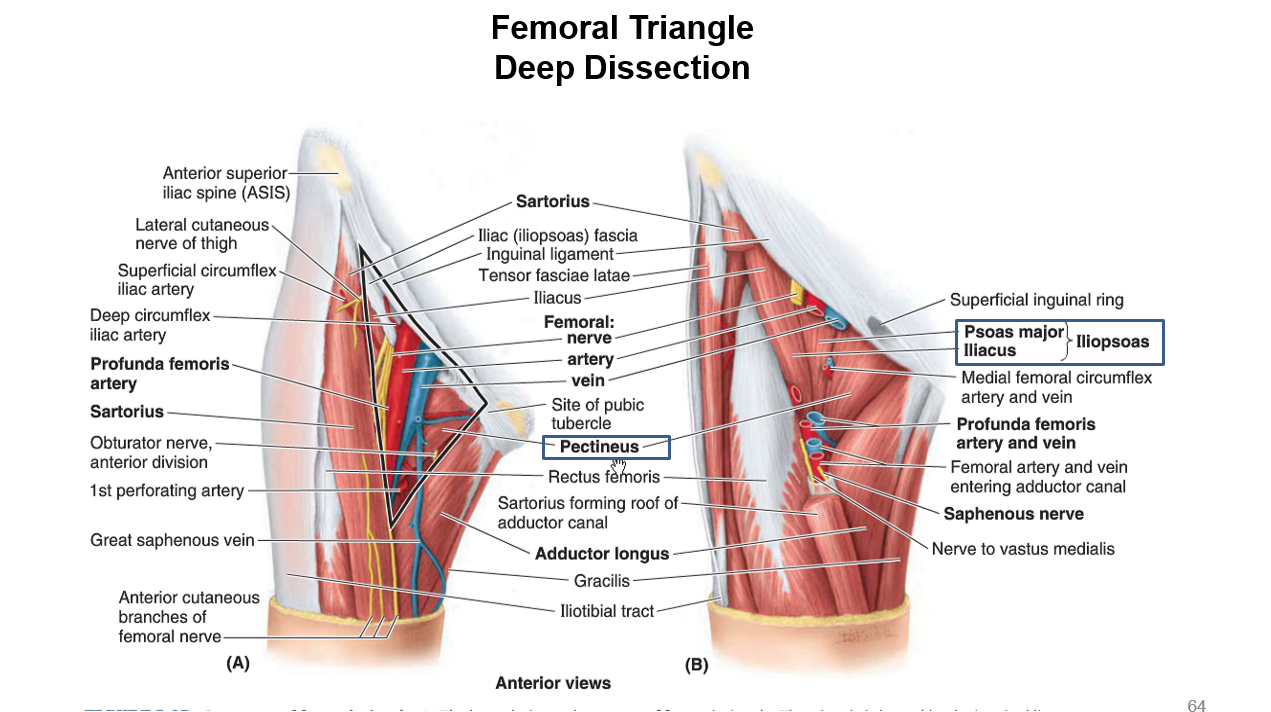 Femoral Triangle
Deep Dissection
Anterior superior
iliac spine (ASIS)
Lateral cutaneous
nerve of thigh
Superficial circumflex
iliac artery
Deep circumflex
iliac artery
Profunda femoris
artery
Sartorius
Obturator nerve,
anterior division
1st perforating artery
Great saphenous vein
Anterior cutaneous
branches of
femoral nerve
(A)
Sartorius
Iliac (iliopsoas) fascia
Inguinal ligament
Tensor fasciae latae
Iliacus
Femoral:
nerve
artery
vein
Site of pubic
tubercle
Pectineus
Rectus femoris
Sartorius forming roof of
adductor canal
Adductor longus
Gracilis
Iliotibial tract
Superficial inguinal ring
Psoas major
Iliacus
Iliopsoas
Medial femoral circumflex
artery and vein
Profunda femoris
artery and vein
Femoral artery and vein
entering adductor canal
Saphenous nerve
Nerve to vastus medialis
(B)
Anterior views
64